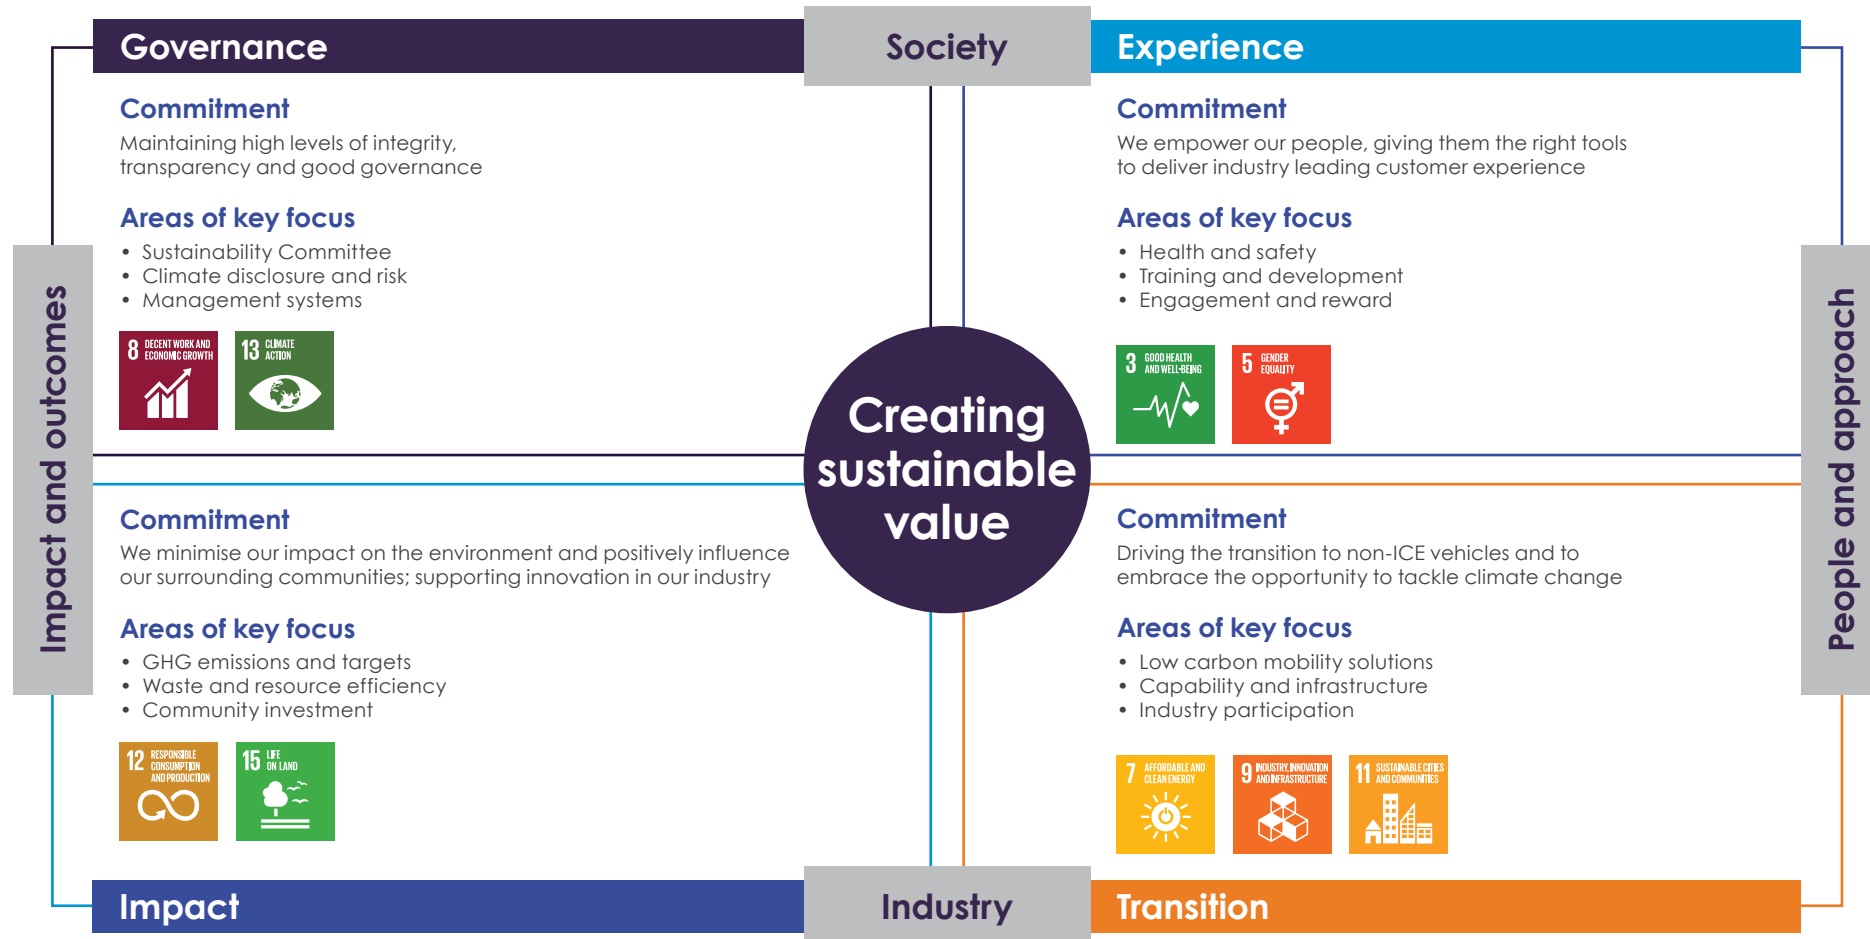 Governance
Society
Experience
Commitment
Maintaining high levels of integrity,
transparency and good governance
Areas of key focus
• Sustainability Committee
• Climate disclosure and risk
• Management systems
8 DECENT WORK AND
ECONOMIC GROWTH
13 CLIMATE
ACTION
Commitment
We empower our people, giving them the right tools
to deliver industry leading customer experience
Areas of key focus
• Health and safety
• Training and development
• Engagement and reward
3 GOOD HEALTH
AND WELL-BEING
5 GENDER
EQUALITY
Impact and outcomes
Creating
sustainable
value
People and approach
Commitment
We minimise our impact on the environment and positively influence
our surrounding communities; supporting innovation in our industry
Areas of key focus
• GHG emissions and targets
• Waste and resource efficiency
• Community investment
12 RESPONSIBLE
CONSUMPTION
AND PRODUCTION
15 LIFE
ON LAND
Commitment
Driving the transition to non-ICE vehicles and to
embrace the opportunity to tackle climate change
Areas of key focus
• Low carbon mobility solutions
• Capability and infrastructure
• Industry participation
7 AFFORDABLE AND
CLEAN ENERGY
9 INDUSTRY, INNOVATION
AND INFRASTRUCTURE
11 SUSTAINABLE CITIES
AND COMMUNITIES
Impact
Industry
Transition